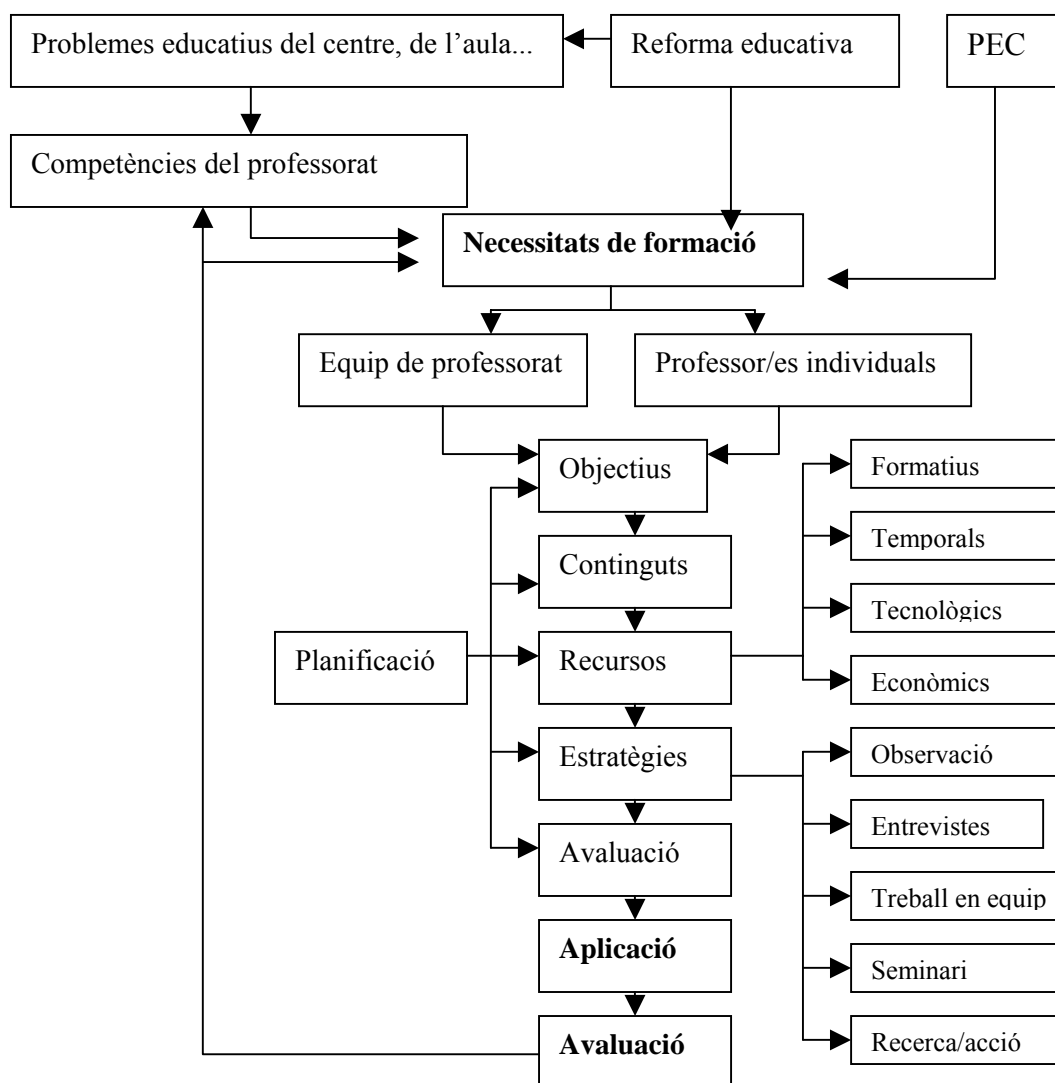 Problemes educatius del centre, de l’aula...
Reforma educativa
PEC
Competències del professorat
Necessitats de formació
Equip de professorat
Professor/es individuals
Objectius
Formatius
Temporals
Continguts
Tecnològics
Planificació
Recursos
Econòmics
Estratègies
Observació
Entrevistes
Avaluació
Treball en equip
Aplicació
Seminari
Avaluació
Recerca/acció